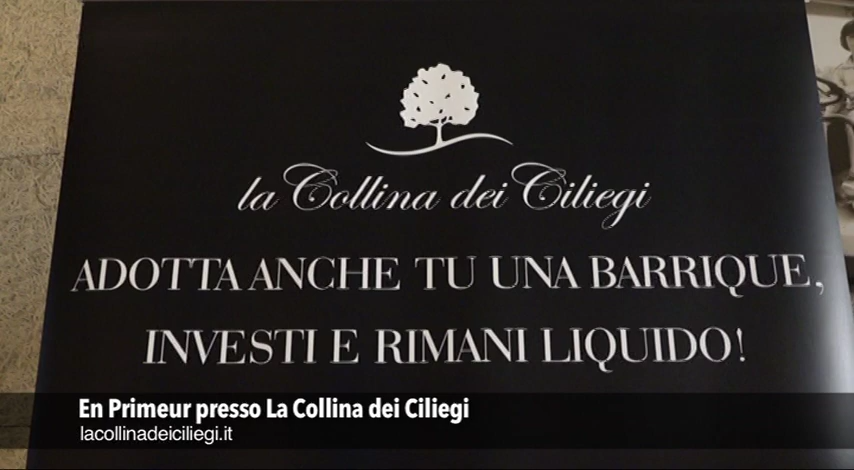 la Collina dei Ciliegi
ADOTTA ANCHE TU UNA BARRIQUE,
INVESTI E RIMANI LIQUIDO!
En Primeur presso La Collina dei Ciliegi
lacollinadeiciliegi.it